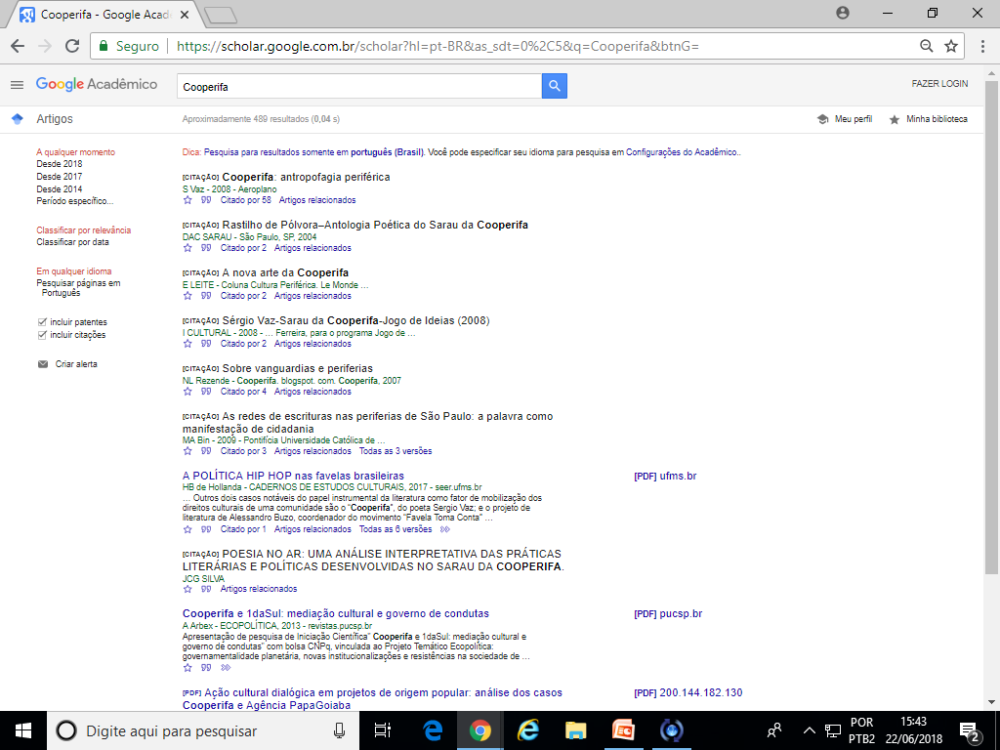 Cooperifa - Google Acad
Seguro
https://scholar.google.com.br/scholar?hl=pt-BR&as_sdt=0%2C5&q=Cooperifa&btnG=
Google Acadêmico
Cooperifa
FAZER LOGIN
Artigos
Aproximadamente 489 resultados (0,04 s)
Meu perfil
Minha biblioteca
A qualquer momento
Desde 2018
Desde 2017
Desde 2014
Período específico...
Classificar por relevância
Classificar por data
Em qualquer idioma
Pesquisar páginas em
Português
incluir patentes
incluir citações
Criar alerta
Dica: Pesquisa para resultados somente em português (Brasil). Você pode especificar seu idioma para pesquisa em Configurações do Acadêmico..
[CITAÇÃO] Cooperifa: antropofagia periférica
S Vaz - 2008 - Aeroplano
Citado por 58 Artigos relacionados
[CITAÇÃO] Rastilho de Pólvora–Antologia Poética do Sarau da Cooperifa
DAC SARAU - São Paulo, SP, 2004
Citado por 2 Artigos relacionados
[CITAÇÃO] A nova arte da Cooperifa
E LEITE - Coluna Cultura Periférica. Le Monde ...
Citado por 2 Artigos relacionados
[CITAÇÃO] Sérgio Vaz-Sarau da Cooperifa-Jogo de Ideias (2008)
I CULTURAL - 2008 - ... Ferreira, para o programa Jogo de ...
Citado por 2 Artigos relacionados
[CITAÇÃO] Sobre vanguardias e periferias
NL Rezende - Cooperifa. blogspot. com. Cooperifa, 2007
Citado por 4 Artigos relacionados
[CITAÇÃO] As redes de escrituras nas periferias de São Paulo: a palavra como
manifestação de cidadania
MA Bin - 2009 - Pontifícia Universidade Católica de ...
Citado por 3 Artigos relacionados Todas as 3 versões
A POLÍTICA HIP HOP nas favelas brasileiras
[PDF] ufms.br
HB de Hollanda - CADERNOS DE ESTUDOS CULTURAIS, 2017 - seer.ufms.br
... Outros dois casos notáveis do papel instrumental da literatura como fator de mobilização dos
direitos culturais de uma comunidade são o "Cooperifa", do poeta Sergio Vaz; e o projeto de
literatura de Alessandro Buzo, coordenador do movimento "Favela Toma Conta" ...
Citado por 1 Artigos relacionados Todas as 6 versões
[CITAÇÃO] POESIA NO AR: UMA ANÁLISE INTERPRETATIVA DAS PRÁTICAS
LITERÁRIAS E POLÍTICAS DESENVOLVIDAS NO SARAU DA COOPERIFA.
JCG SILVA
Artigos relacionados
Cooperifa e 1daSul: mediação cultural e governo de condutas
[PDF] pucsp.br
A Arbex - ECOPOLÍTICA, 2013 - revistas.pucsp.br
Apresentação de pesquisa de Iniciação Científica" Cooperifa e 1daSul: mediação cultural e
governo de condutas" com bolsa CNPq, vinculada ao Projeto Temático Ecopolítica:
governamentalidade planetária, novas institucionalizações e resistências na sociedade de ...
[PDF] Ação cultural dialógica em projetos de origem popular: análise dos casos
[PDF] 200.144.182.130
Cooperifa e Agência PapaGoiaba
Digite aqui para pesquisar
POR
PTB2
15:43
22/06/2018
2